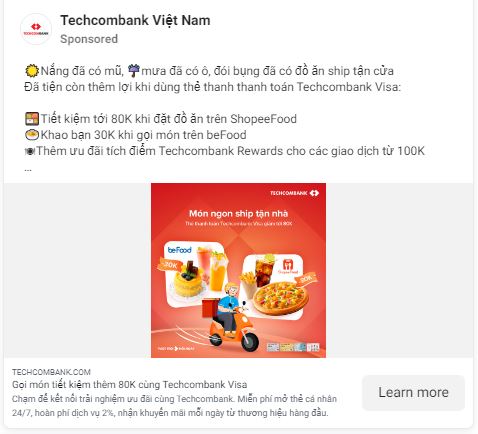 Techcombank Việt Nam
Sponsored
TECHCOMBANK
Nắng đã có mũ, mưa đã có ô, đói bụng đã có đồ ăn ship tận cửa
Đã tiện còn thêm lợi khi dùng thẻ thanh thanh toán Techcombank Visa:
Tiết kiệm tới 80K khi đặt đồ ăn trên ShopeeFood
Khao bạn 30K khi gọi món trên beFood
Thêm ưu đãi tích điểm Techcombank Rewards cho các giao dịch từ 100K
...
TECHCOMBANK
Món ngon ship tận nhà
Thẻ thanh toán Techcombank Visa giảm tới 80K
beFood
30K
ShopeeFood
80K
TECHCOMBANK.COM
Gọi món tiết kiệm thêm 80K cùng Techcombank Visa
Chạm để kết nối trải nghiệm ưu đãi cùng Techcombank. Miễn phí mở thẻ cá nhân
24/7, hoàn phí dịch vụ 2%, nhận khuyến mãi mỗi ngày từ thương hiệu hàng đầu.
Learn more